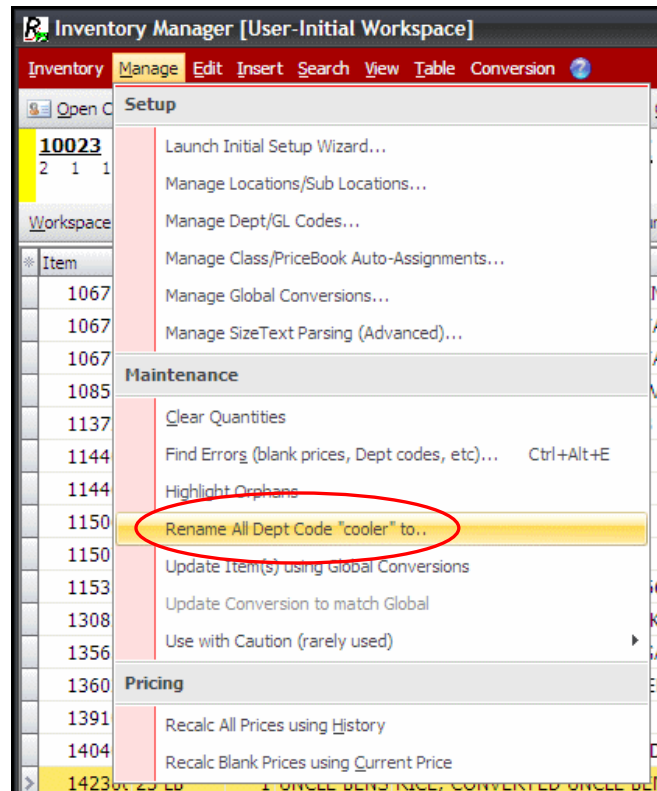 Inventory Manager [User-Initial Workspace]
Inventory Manage Edit Insert Search View Table Conversion
Open C
10023
2 1 1
Workspace
Item
Setup
Launch Initial Setup Wizard...
Manage Locations/Sub Locations...
Manage Dept/GL Codes...
Manage Class/PriceBook Auto-Assignments...
Manage Global Conversions...
Manage SizeText Parsing (Advanced)...
Maintenance
Clear Quantities
Find Errors (blank prices, Dept codes, etc)... Ctrl+Alt+E
Highlight Orphans
Rename All Dept Code "cooler" to..
Update Item(s) using Global Conversions
Update Conversion to match Global
Use with Caution (rarely used)
Pricing
Recalc All Prices using History
Recalc Blank Prices using Current Price
1067
1067
1067
1085
1137
1144
1144
1150
1150
1153
1308
1356
1360
1391
1404